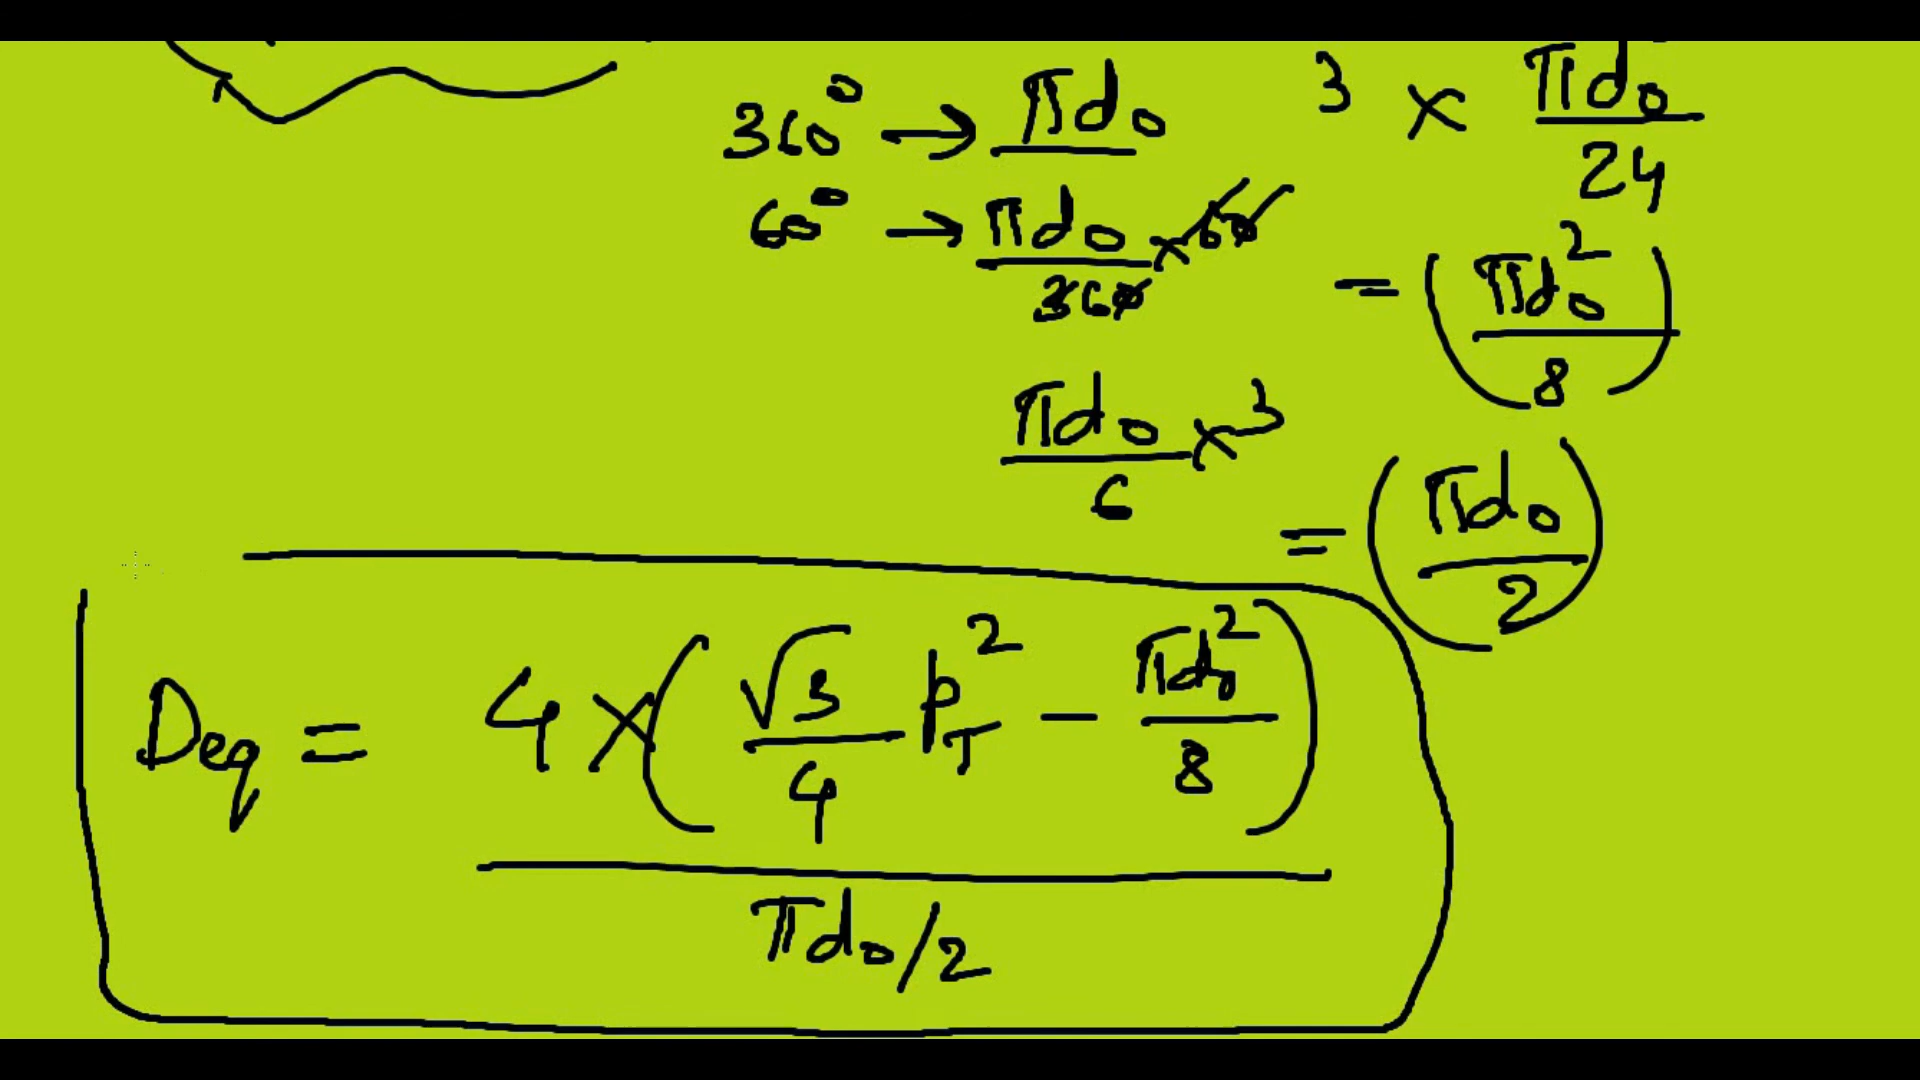 360° → πd₀
60° → πd₀/360 × 60
πd₀/6 × 3
3 × πd₀/24
= (πd₀²/8)
= (πd₀/2)
Deq = 4 × (√3/4 P_T² − πd₀²/8)
πd₀/2